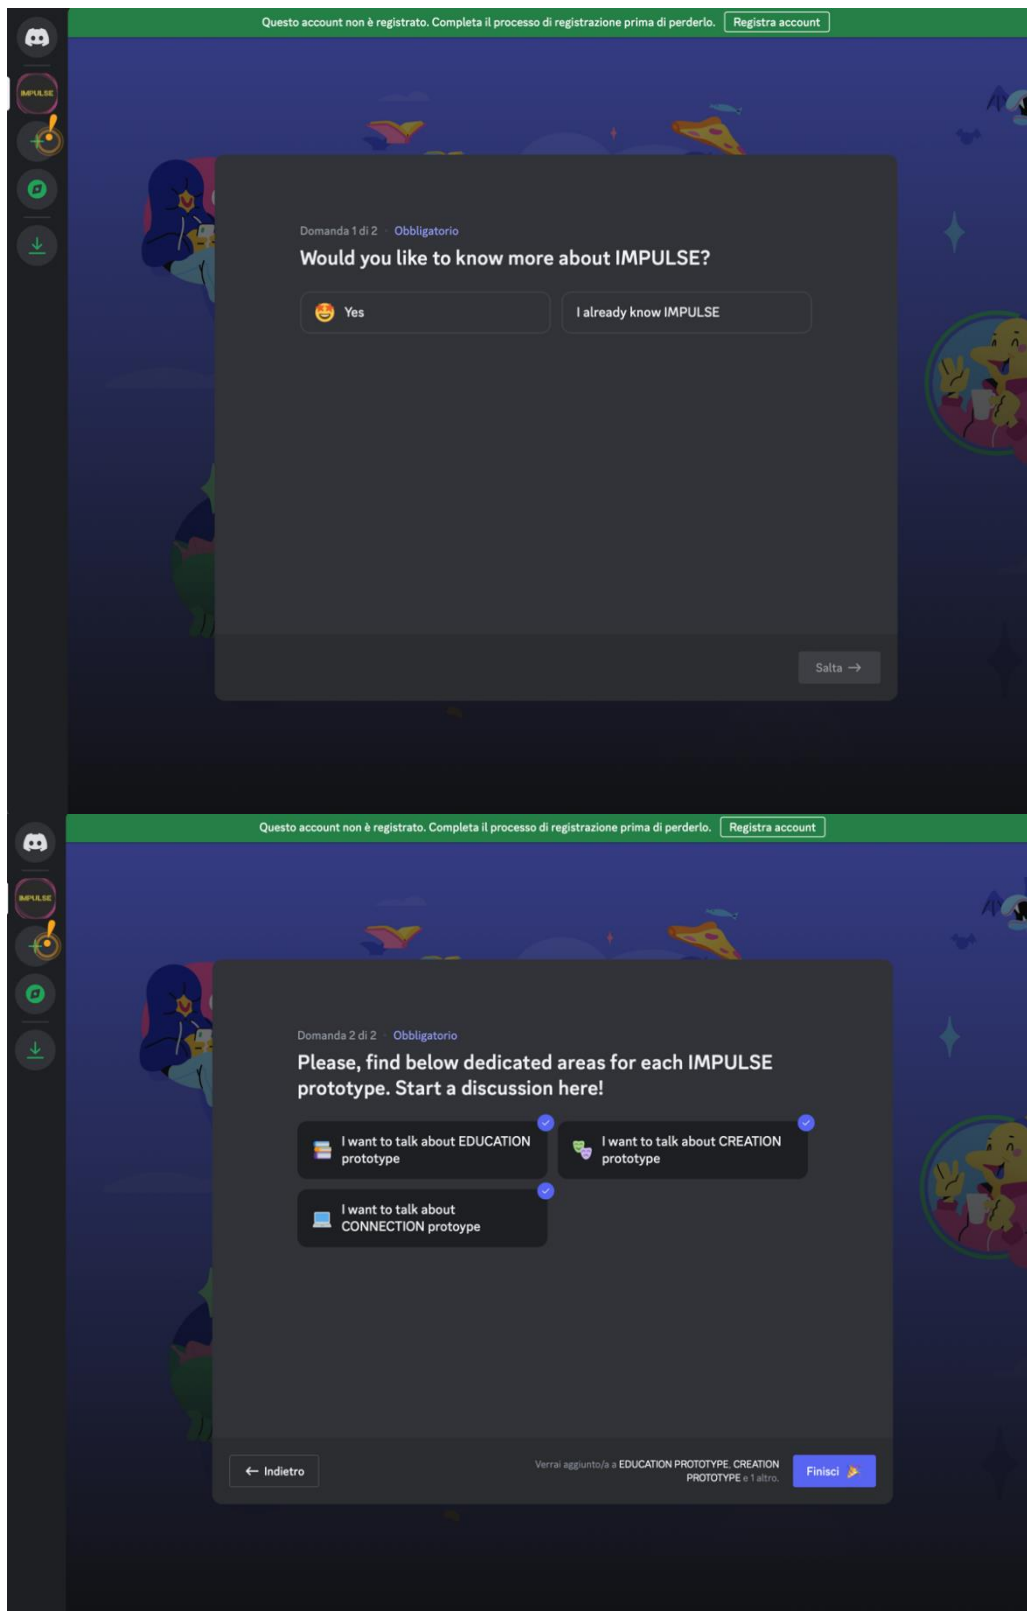 Questo account non è registrato. Completa il processo di registrazione prima di perderlo. Registra account
IMPULSE
Domanda 1 di 2 · Obbligatorio
Would you like to know more about IMPULSE?
Yes
I already know IMPULSE
Salta →
Questo account non è registrato. Completa il processo di registrazione prima di perderlo. Registra account
IMPULSE
Domanda 2 di 2 · Obbligatorio
Please, find below dedicated areas for each IMPULSE
prototype. Start a discussion here!
I want to talk about EDUCATION
prototype
I want to talk about CREATION
prototype
I want to talk about
CONNECTION protoype
← Indietro
Verrai aggiunto/a a EDUCATION PROTOTYPE, CREATION
PROTOTYPE e 1 altro.
Finisci